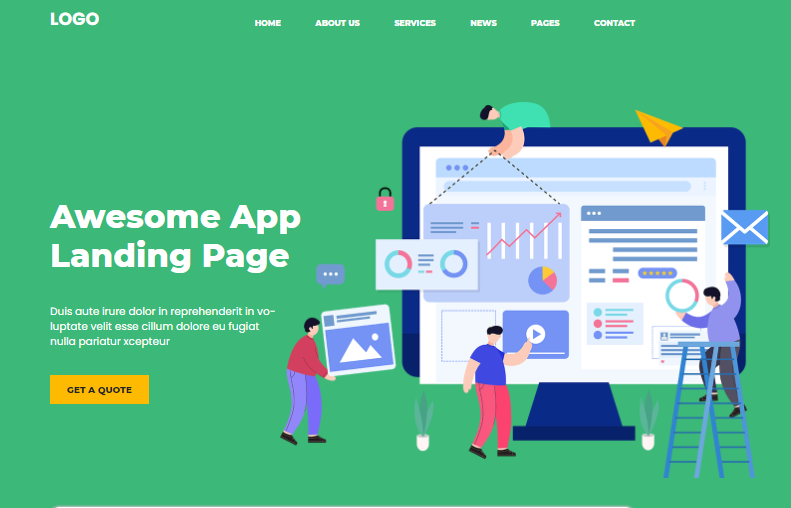 LOGO
HOME ABOUT US SERVICES NEWS PAGES CONTACT
Awesome App
Landing Page
Duis aute irure dolor in reprehenderit in vo-
luptate velit esse cillum dolore eu fugiat
nulla pariatur xcepteur
GET A QUOTE